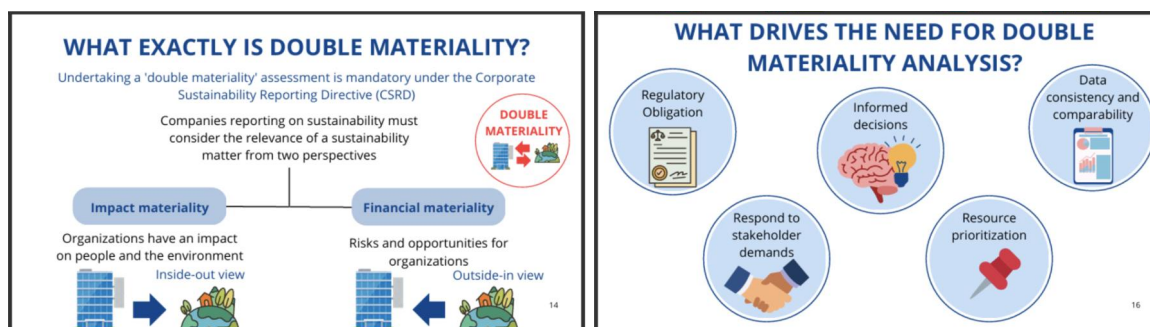 WHAT EXACTLY IS DOUBLE MATERIALITY?
Undertaking a 'double materiality' assessment is mandatory under the Corporate
Sustainability Reporting Directive (CSRD)
Companies reporting on sustainability must
consider the relevance of a sustainability
matter from two perspectives
DOUBLE
MATERIALITY
Impact materiality
Financial materiality
Organizations have an impact
on people and the environment
Inside-out view
Risks and opportunities for
organizations
Outside-in view
14
WHAT DRIVES THE NEED FOR DOUBLE
MATERIALITY ANALYSIS?
Regulatory
Obligation
Informed
decisions
Data
consistency and
comparability
Respond to
stakeholder
demands
Resource
prioritization
16